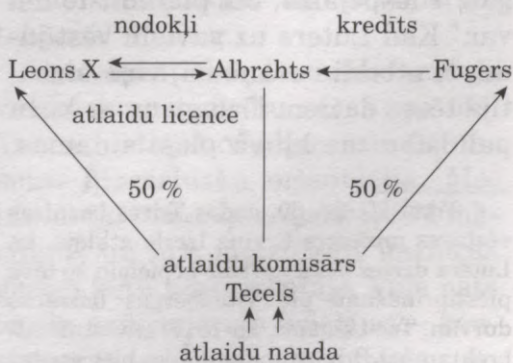 nodokļi kredīts
Leons X Albrehts Fugers
atlaidu licence
50 % 50 %
atlaidu komisārs
Tecels
atlaidu nauda